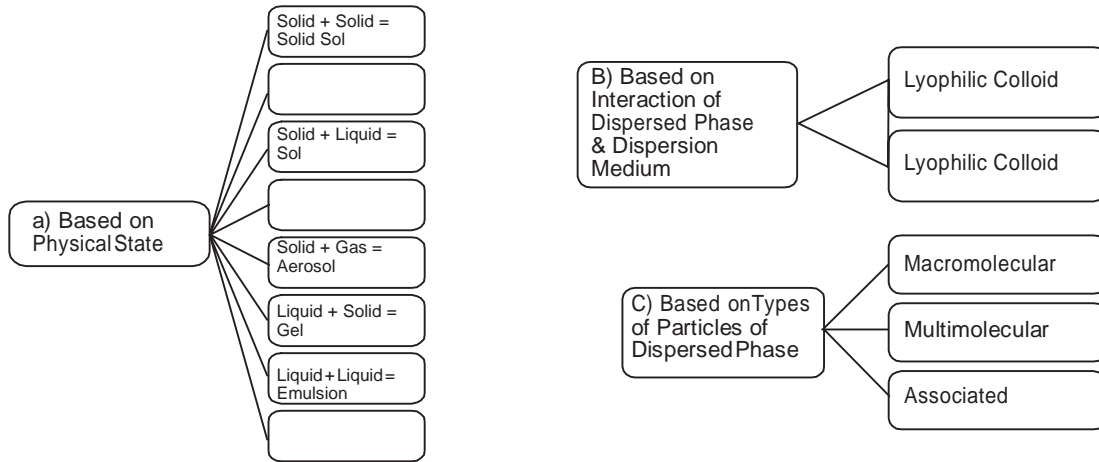 a) Based on
Physical State
Solid + Solid =
Solid Sol
Solid + Liquid =
Sol
Solid + Gas =
Aerosol
Liquid + Solid =
Gel
Liquid+Liquid=
Emulsion
B) Based on
Interaction of
Dispersed Phase
& Dispersion
Medium
Lyophilic Colloid
Lyophilic Colloid
C) Based onTypes
of Particles of
Dispersed Phase
Macromolecular
Multimolecular
Associated